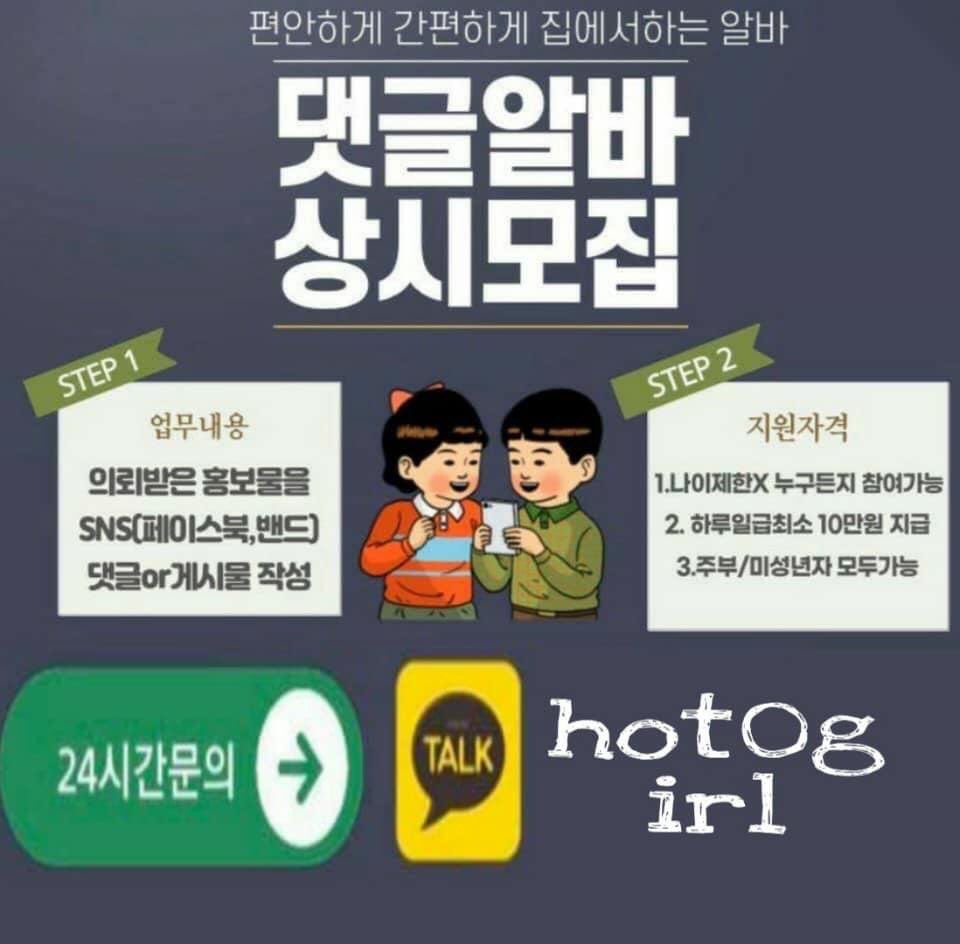 편안하게 간편하게 집에서하는 알바
댓글알바
상시모집
STEP 1
업무내용
의뢰받은 홍보물을
SNS(페이스북,밴드)
댓글or게시물 작성
STEP 2
지원자격
1.나이제한X 누구든지 참여가능
2. 하루일급최소 10만원 지급
3.주부/미성년자 모두가능
24시간문의
TALK
hotOg
irl